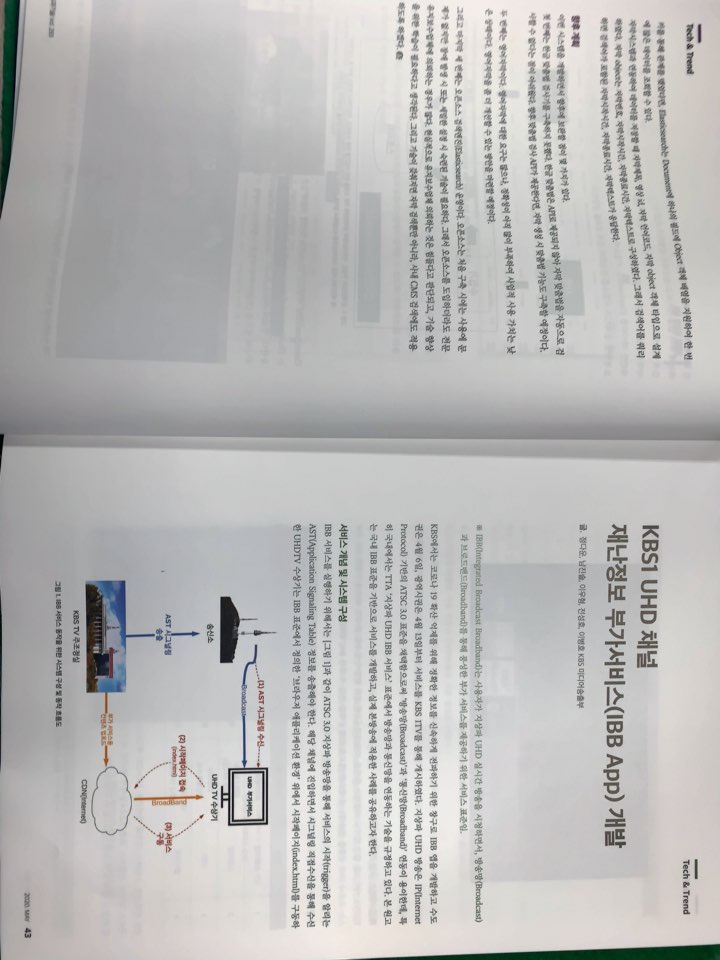 Tech & Trend
키를 통해 관계를 맺었다면, Elasticsearch는 Document에 하나의 필드에 Object 객체 배열을 지원하여 한 번
에 많은 데이터를 조회할 수 있다.
자막시스템과 연동하여 데이터를 저장할 때 자막제목, 영상 id, 자막 언어코드, 자막 object 객체 타입으로 설계
하였다. 자막 object는 자막번호, 자막시작시간, 자막종료시간, 자막텍스트로 구성하였다. 그래서 검색어를 쿼리
하면 검색어가 포함된 자막시작시간, 자막종료시간, 자막텍스트가 응답한다.
향후 계획
이번 시스템을 개발하면서 향후에 보완할 점이 몇 가지가 있다.
첫 번째는 한글 맞춤법 검사기를 구축하지 못했다. 한글 맞춤법은 API로 제공되지 않아 자막 맞춤법을 자동으로 검
사할 수 없다는 점이 아쉬웠다. 향후 맞춤법 검사 API가 제공한다면, 자막 생성 시 맞춤법 기능도 구축할 예정이다.
두 번째는 영어자막이다. 영어자막에 대한 요구는 많으나, 정확성이 아직 많이 부족하여 사업적 사용 가치는 낮
은 상태이다. 영어자막을 좀 더 개선할 수 있는 방안을 마련할 예정이다.
그리고 마지막 세 번째는 오픈소스 검색엔진(Elasticsearch) 운영이다. 오픈소스는 처음 구축 시에는 사용에 문
제가 없지만 장애 발생 시 또는 세밀한 설정 시 숙련된 기술이 필요하다. 그래서 오픈소스를 도입하더라도 전문
유지보수업체에 의뢰하는 경우가 많다. 현실적으로 유지보수업체 의뢰하는 것은 힘들다고 판단되고, 기술 향상
을 위한 학습이 필요하다고 생각된다. 그리고 기술이 갖춰지면 자막 검색뿐만 아니라, 사내 CMS 검색에도 적용
하도록 하겠다.
vol. 293
Tech & Trend
KBS1 UHD 채널
재난정보 부가서비스(IBB App) 개발
글. 정다운, 남진솔, 이우형, 전성호, 이병호 KBS 미디어송출부
※ IBB(Integrated Broadcast Broadband)는 사용자가 지상파 UHD 실시간 방송을 시청하면서, 방송망(Broadcast)
과 브로드밴드(Broadband)를 통해 풍성한 부가 서비스를 제공하기 위한 서비스 표준임.
KBS에서는 코로나 19 확산 억제를 위해 정확한 정보를 신속하게 전파하기 위한 창구로 IBB 앱을 개발하고 수도
권은 4월 6일, 광역시권은 4월 13일부터 서비스를 KBS 1TV를 통해 개시하였다. 지상파 UHD 방송은 IP(Internet
Protocol) 기반의 ATSC 3.0 표준을 채택함으로써 '방송망(Broadcast)'과 '통신망(Broadband)' 연동이 용이한데, 특
히 국내에서는 TTA '지상파 UHD IBB 서비스' 표준에서 방송망과 통신망을 연동하는 기술을 규정하고 있다. 본 원고
는 국내 IBB 표준을 기반으로 서비스를 개발하고, 실제 본방송에 적용한 사례를 공유하고자 한다.
서비스 개념 및 시스템 구성
IBB 서비스를 실행하기 위해서는 [그림 1]과 같이 ATSC 3.0 지상파 방송망을 통해 서비스의 시작(trigger)를 알리는
AST(Application Signaling Table) 정보를 송출해야 한다. 해당 채널에 진입하면서 시그널링 직접수신을 통해 수신
한 UHDTV 수상기는 IBB 표준에서 정의한 '브라우저 애플리케이션 환경' 위에서 시작페이지(index.html)를 구동하
(1) AST 시그널링 수신
Broadcast
UHD 부가서비스
송신소
UHD TV 수상기
AST 시그널링
송출
(2) 시작페이지 접속
(index.html)
Broadband
(3) 서비스
구동
부가 서비스를
컨텐츠 업로드
KBS TV 주조정실
CDN(Internet)
그림 1. IBB 서비스 동작을 위한 시스템 구성 및 동작 흐름도
2020. MAY 43